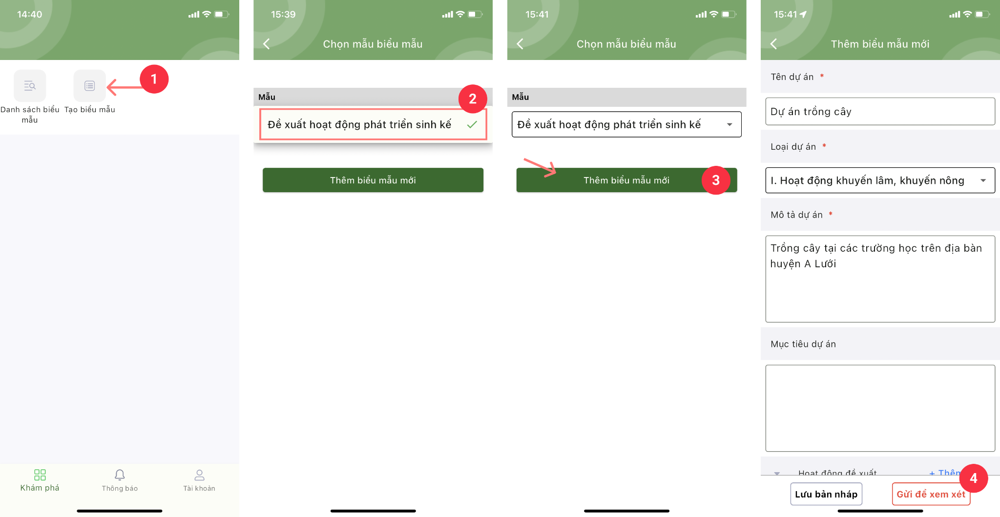 14:40
1
Danh sách biểu
mẫu
Tạo biểu mẫu
Khám phá
Thông báo
Tài khoản
15:39
Chọn mẫu biểu mẫu
Mẫu
2
Đề xuất hoạt động phát triển sinh kế
Thêm biểu mẫu mới
15:41
Chọn mẫu biểu mẫu
Mẫu
Đề xuất hoạt động phát triển sinh kế
Thêm biểu mẫu mới
3
15:41
Thêm biểu mẫu mới
Tên dự án *
Dự án trồng cây
Loại dự án *
I. Hoạt động khuyến lâm, khuyến nông
Mô tả dự án *
Trồng cây tại các trường học trên địa bàn
huyện A Lưới
Mục tiêu dự án
Hoạt động đề xuất
+ Thêm
4
Lưu bản nháp
Gửi để xem xét